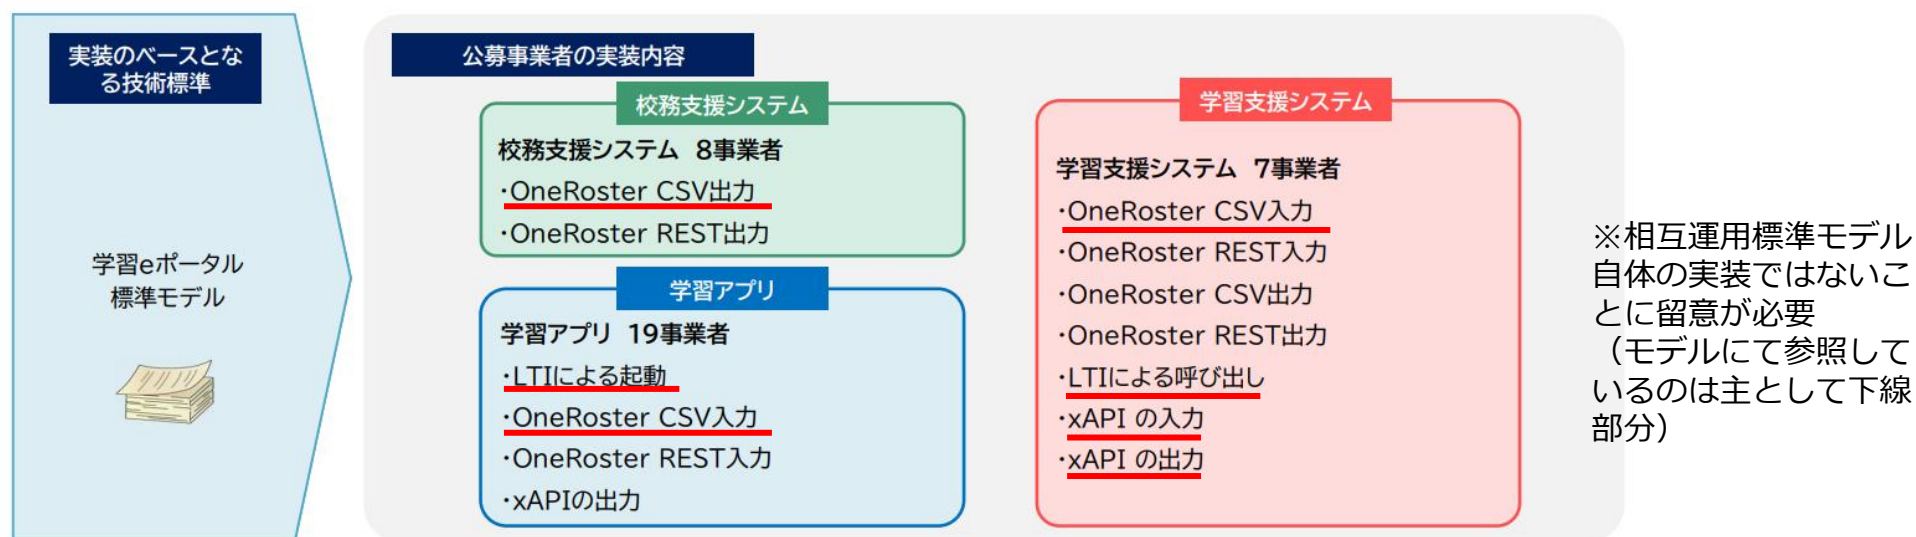 実装のベースとな
る技術標準
学習eポータル
標準モデル
公募事業者の実装内容
校務支援システム
校務支援システム 8事業者
・OneRoster CSV出力
・OneRoster REST出力
学習アプリ
学習アプリ 19事業者
・LTIによる起動
・OneRoster CSV入力
・OneRoster REST入力
・xAPIの出力
学習支援システム
学習支援システム 7事業者
・OneRoster CSV入力
・OneRoster REST入力
・OneRoster CSV出力
・OneRoster REST出力
・LTIによる呼び出し
・xAPI の入力
・xAPI の出力
※相互運用標準モデル
自体の実装ではないこ
とに留意が必要
（モデルにて参照して
いるのは主として下線
部分）